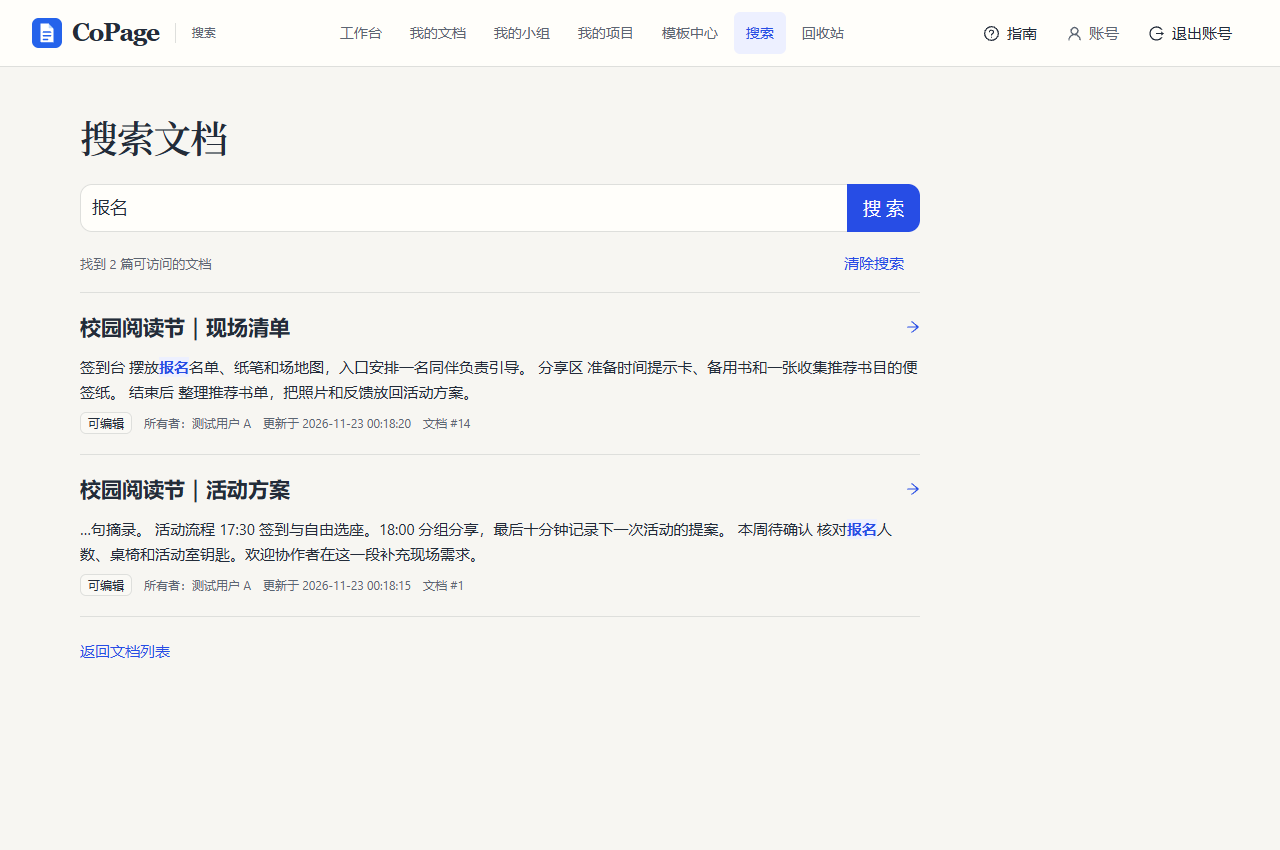 CoPage 搜索 工作台 我的文档 我的小组 我的项目 模板中心 搜索 回收站 指南 账号 退出账号
搜索文档
报名 搜 索
找到 2 篇可访问的文档 清除搜索
校园阅读节｜现场清单
签到台 摆放报名名单、纸笔和场地图，入口安排一名同伴负责引导。 分享区 准备时间提示卡、备用书和一张收集推荐书目的便
签纸。 结束后 整理推荐书单，把照片和反馈放回活动方案。
可编辑 所有者：测试用户 A 更新于 2026-11-23 00:18:20 文档 #14
校园阅读节｜活动方案
...句摘录。 活动流程 17:30 签到与自由选座。18:00 分组分享，最后十分钟记录下一次活动的提案。 本周待确认 核对报名人
数、桌椅和活动室钥匙。欢迎协作者在这一段补充现场需求。
可编辑 所有者：测试用户 A 更新于 2026-11-23 00:18:15 文档 #1
返回文档列表